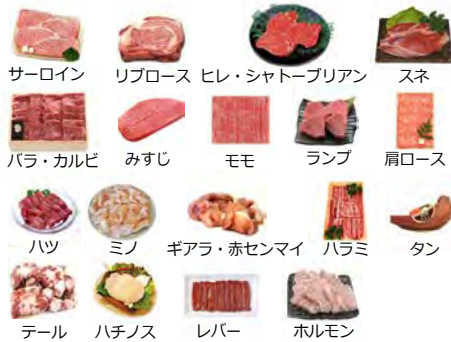 サーロイン リブロース ヒレ・シャトーブリアン スネ
バラ・カルビ みすじ モモ ランプ 肩ロース
ハツ ミノ ギアラ・赤センマイ ハラミ タン
テール ハチノス レバー ホルモン